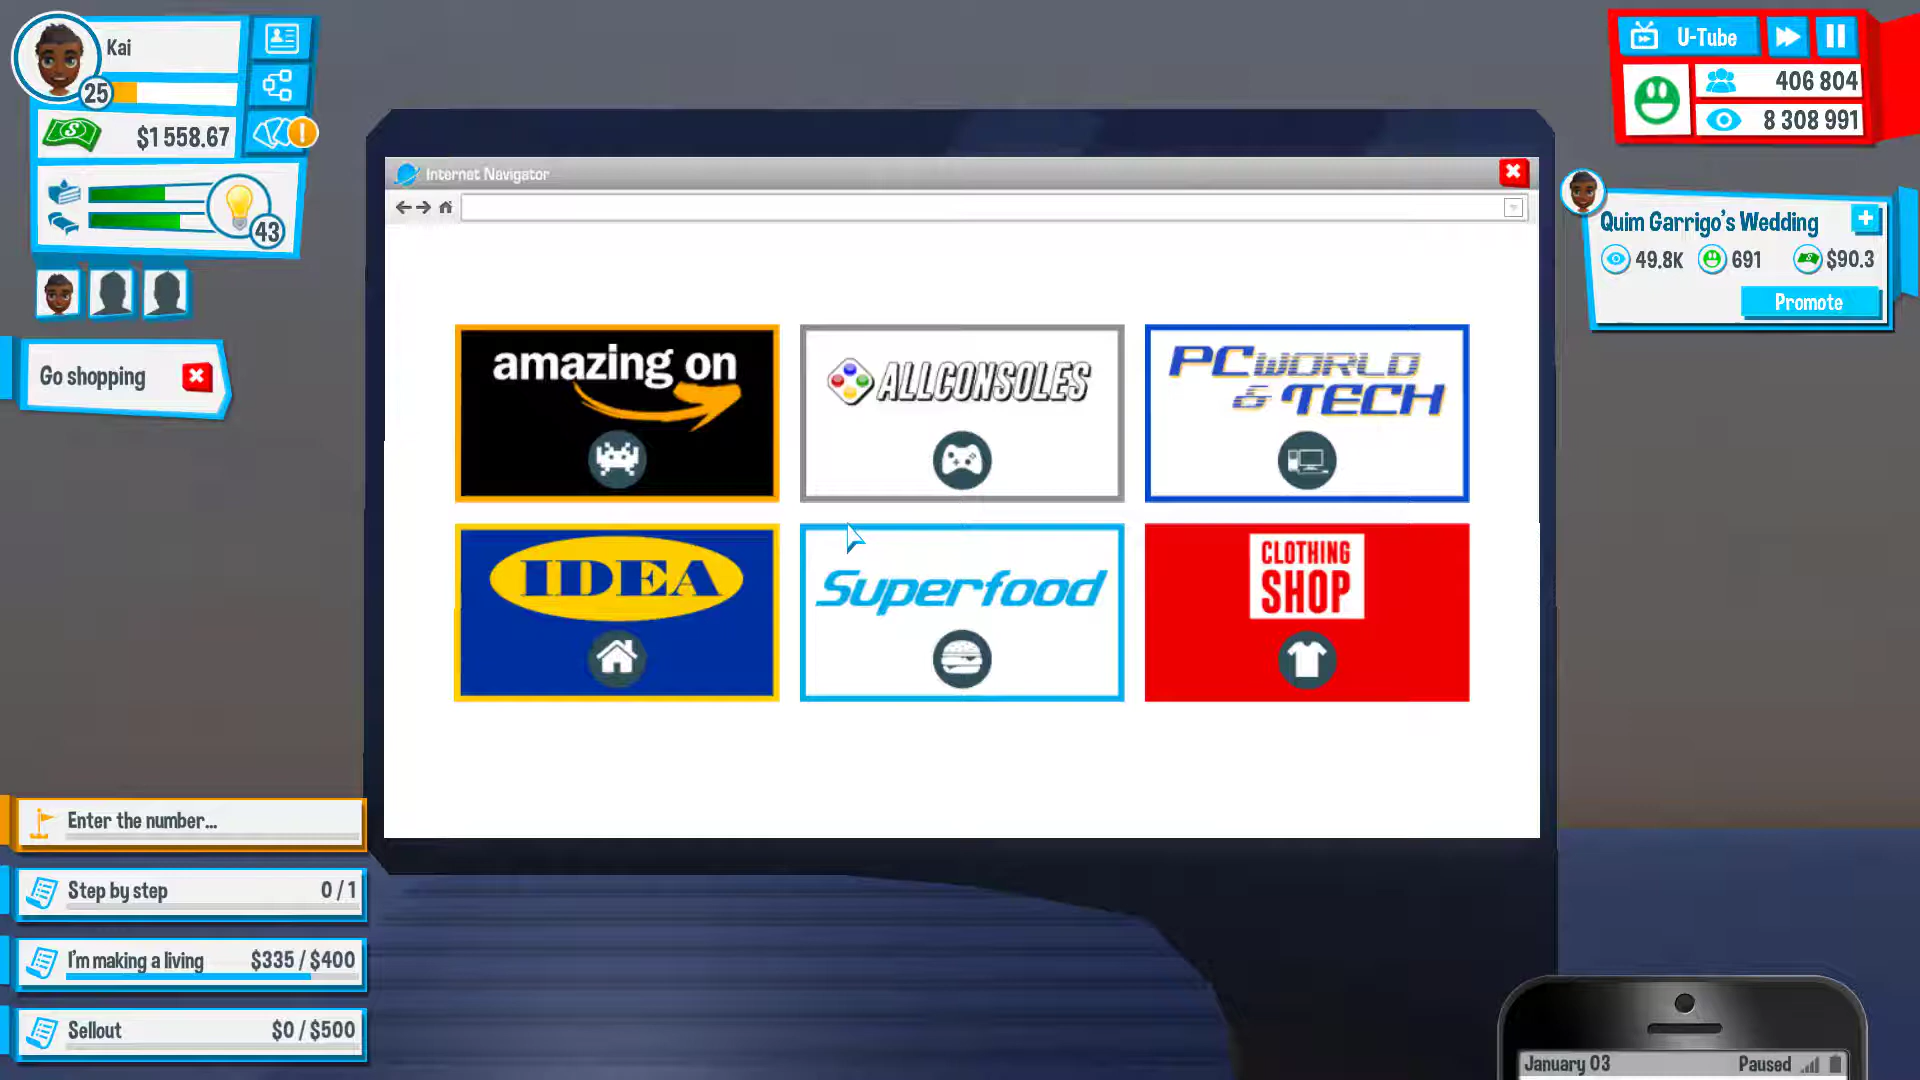 Kai
25
$1 558.67
43
Go shopping
Enter the number...
Step by step 0 / 1
I'm making a living $335 / $400
Sellout $0 / $500
Internet Navigator
amazing on
ALLCONSOLES
PC WORLD
& TECH
IDEA
Superfood
CLOTHING
SHOP
U-Tube
406 804
8 308 991
Quim Garrigo's Wedding
49.8K 691 $90.3
Promote
January 03 Paused